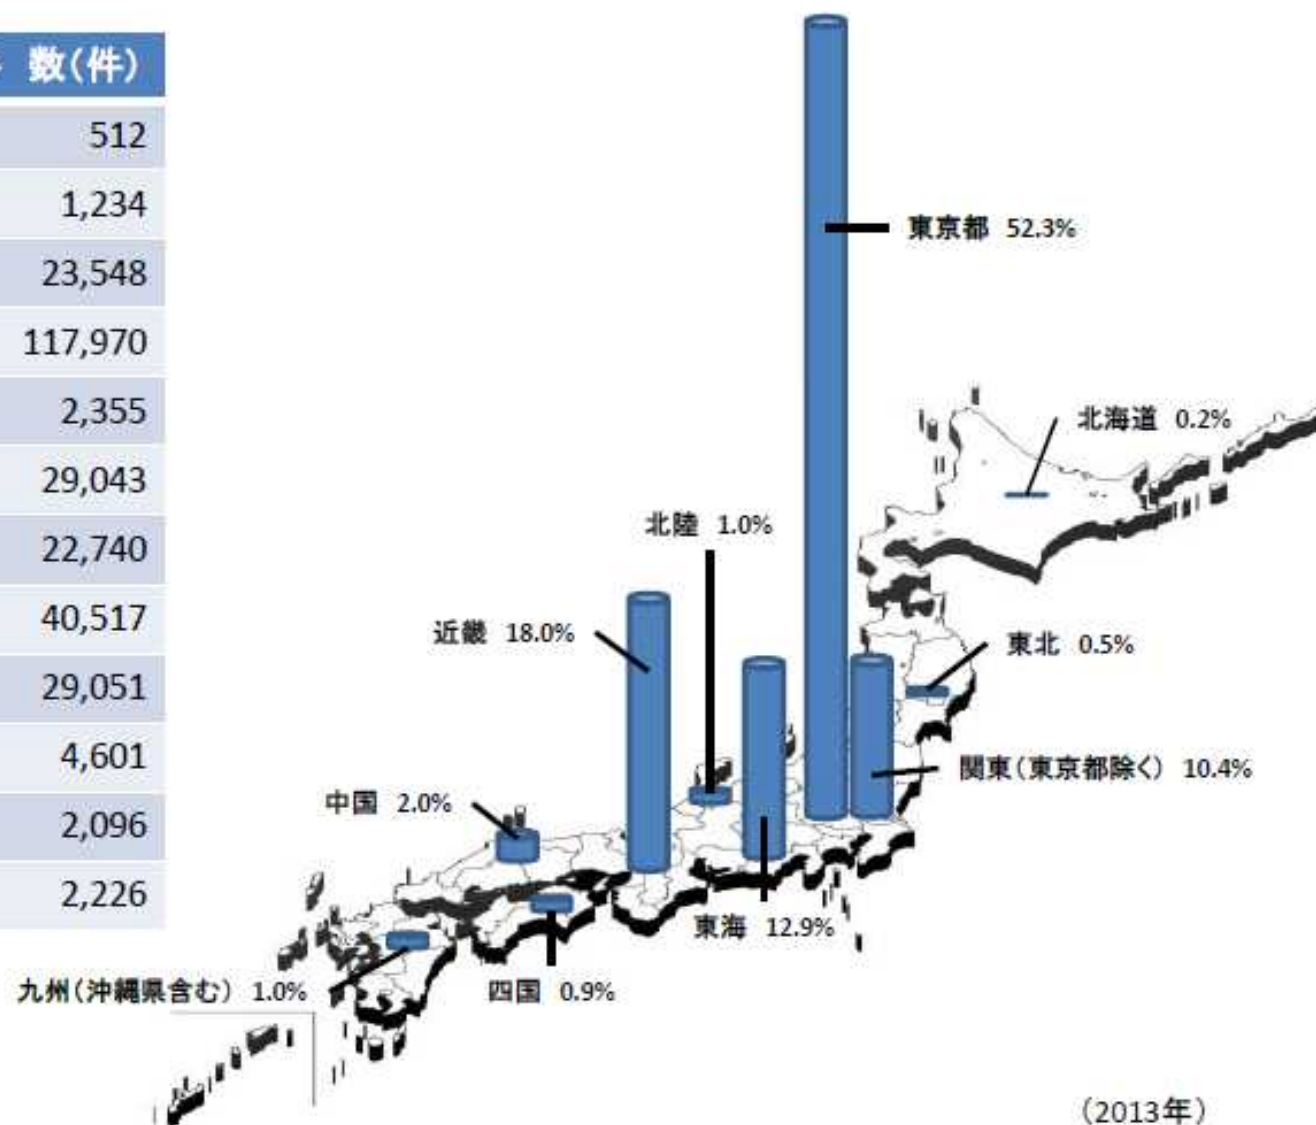 数(件)
512
1,234
23,548
117,970
2,355
29,043
22,740
40,517
29,051
4,601
2,096
2,226
東京都 52.3%
北海道 0.2%
北陸 1.0%
近畿 18.0%
東北 0.5%
関東(東京都除く) 10.4%
中国 2.0%
東海 12.9%
九州(沖縄県含む) 1.0%
四国 0.9%
(2013年)